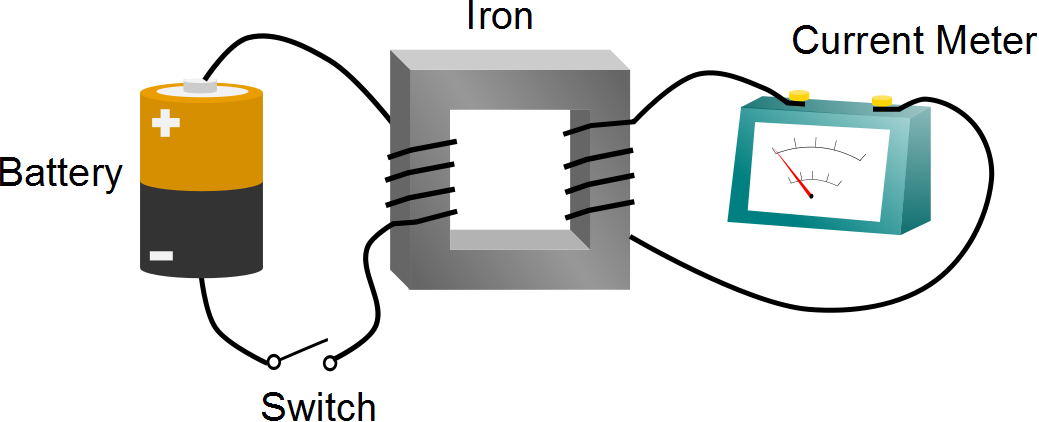 Iron
Current Meter
Battery
Switch